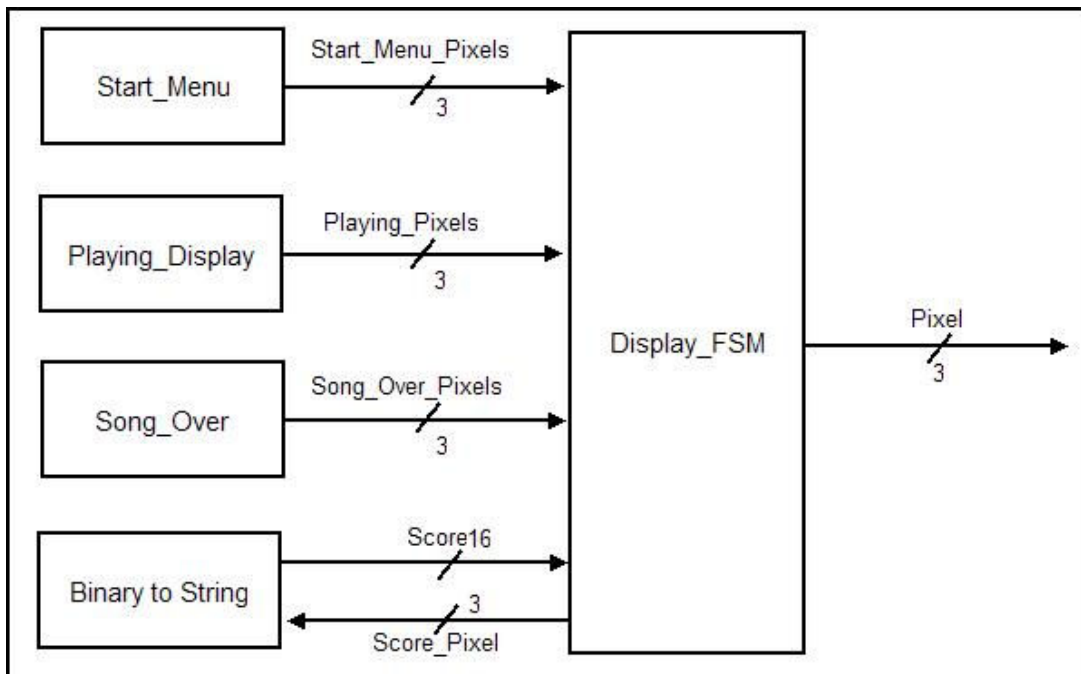 Start_Menu
Start_Menu_Pixels
3
Playing_Display
Playing_Pixels
3
Song_Over
Song_Over_Pixels
3
Binary to String
Score16
3
Score_Pixel
Display_FSM
Pixel
3